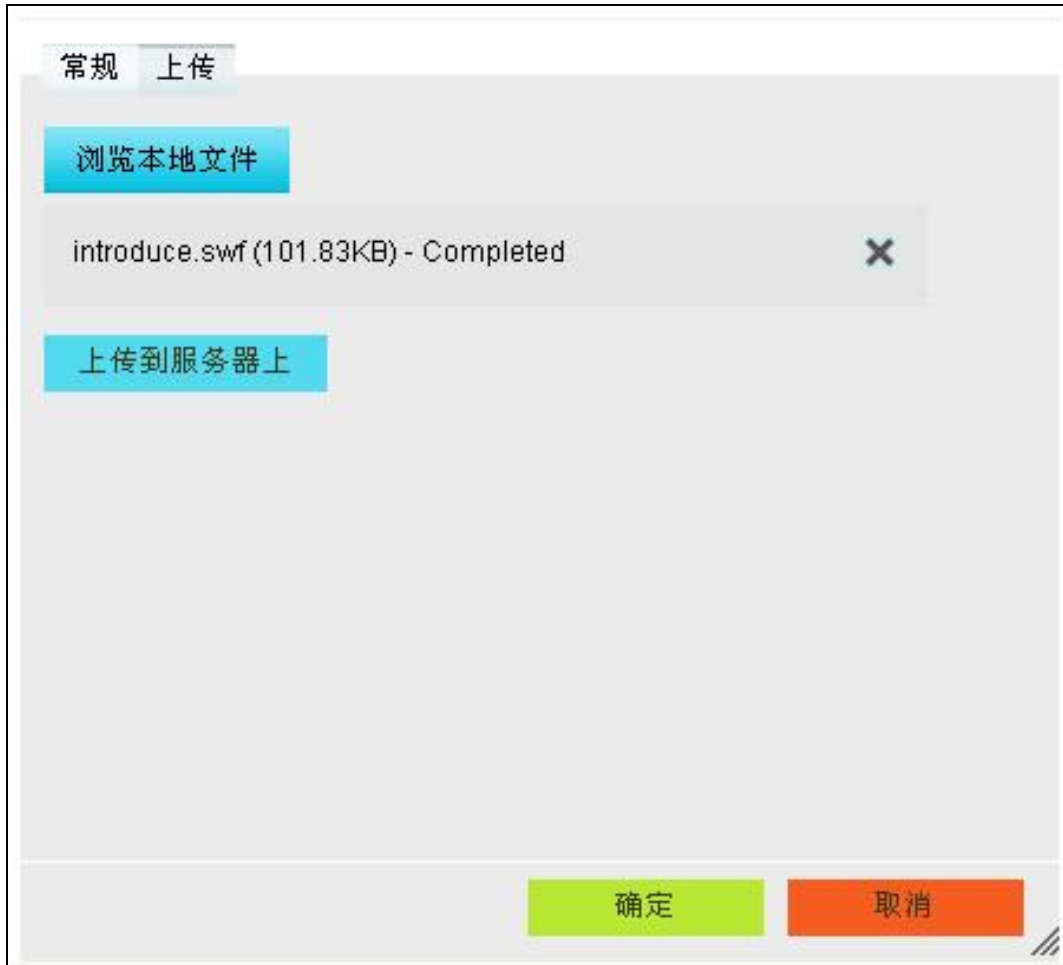 常规 上传
浏览本地文件
introduce.swf (101.83KB) - Completed
上传到服务器上
确定 取消